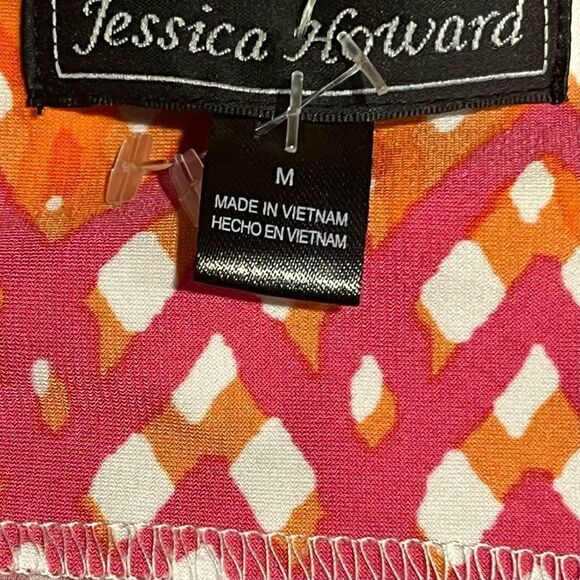 Jessica Howard
M
MADE IN VIETNAM
HECHO EN VIETNAM